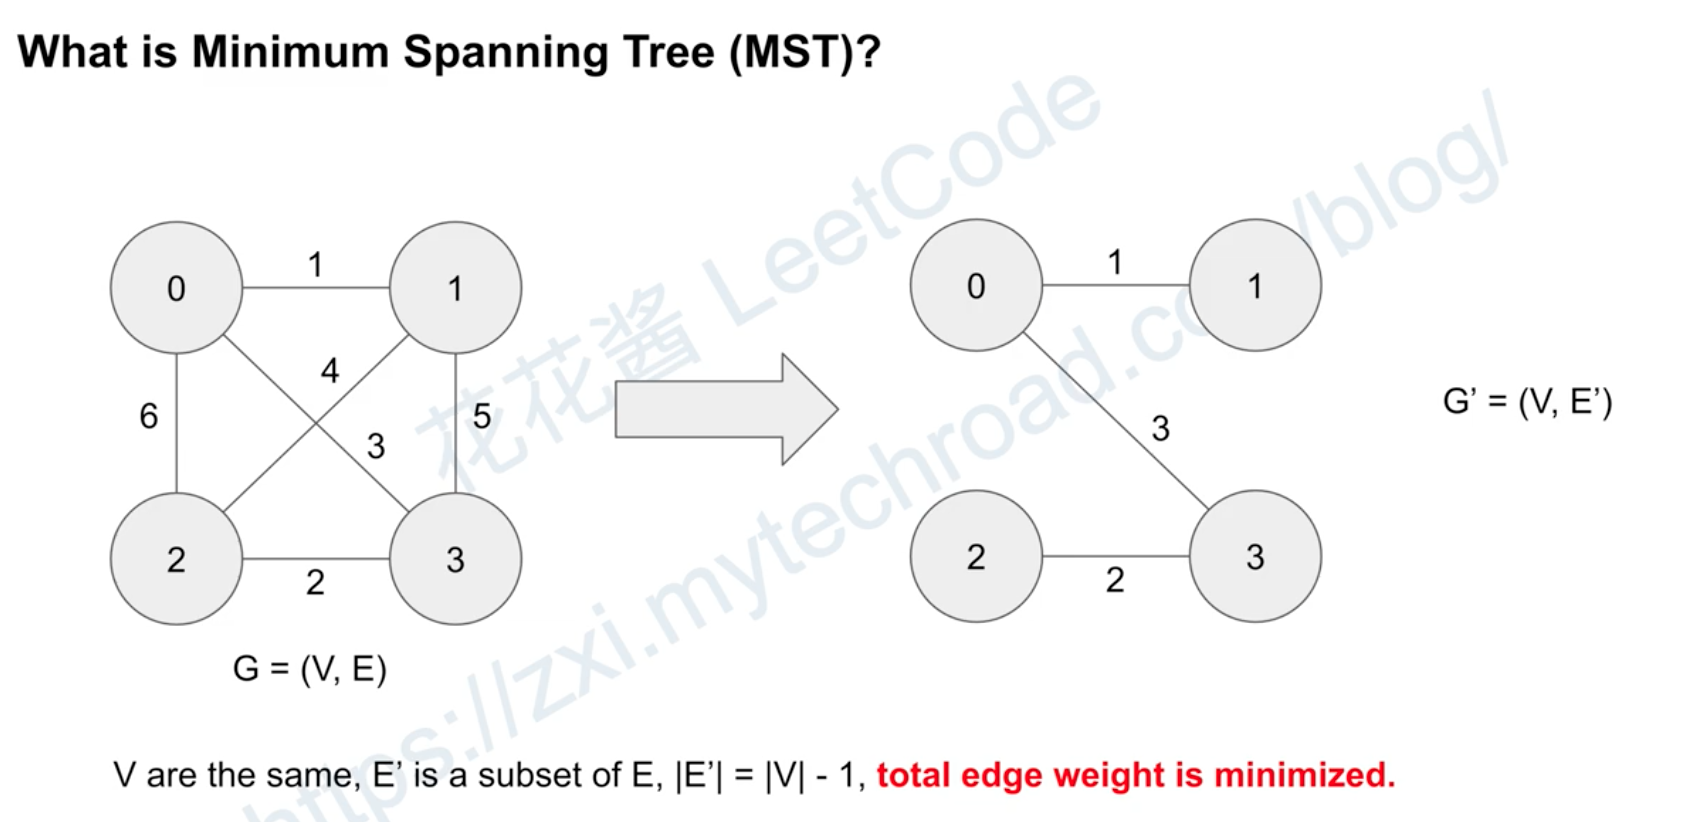 What is Minimum Spanning Tree (MST)?
花花酱 LeetCode
https://zxi.mytechroad.co /blog/
0
1
1
6
4
5
3
2
2
3
G = (V, E)
0
1
1
3
2
2
3
G’ = (V, E’)
V are the same, E’ is a subset of E, |E’| = |V| - 1, total edge weight is minimized.